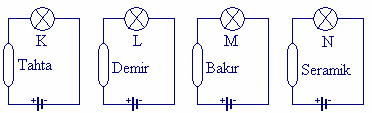 K L M N
Tahta Demir Bakır Seramik
+ - + - + - + -